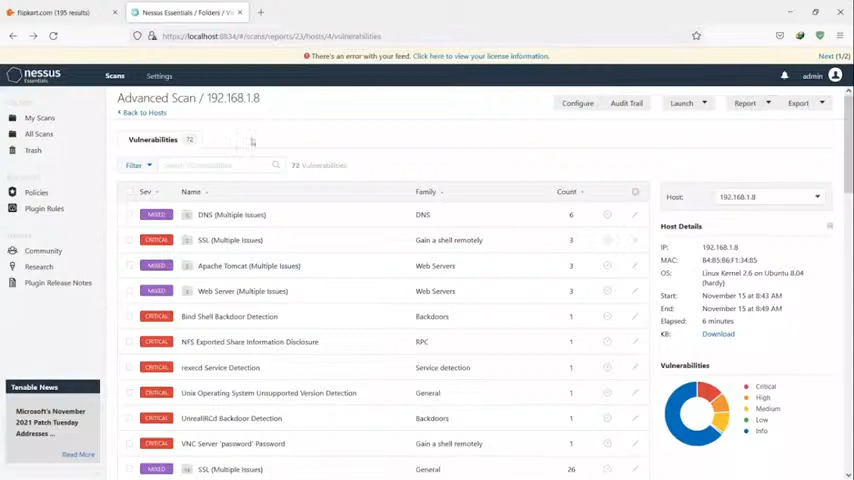 flipkart.com (195 results)
Nessus Essentials / Folders / Vi
https://localhost:8834/#/scans/reports/23/hosts/4/vulnerabilities
There's an error with your feed. Click here to view your license information.
Next (1/2)
nessus
Essentials
Scans
Settings
admin
Advanced Scan / 192.168.1.8
Back to Hosts
Configure
Audit Trail
Launch
Report
Export
My Scans
All Scans
Trash
Policies
Plugin Rules
Community
Research
Plugin Release Notes
Vulnerabilities 72
Filter
Search Vulnerabilities
72 Vulnerabilities
Sev Name Family Count
MIXED DNS (Multiple Issues) DNS 6
CRITICAL SSL (Multiple Issues) Gain a shell remotely 3
MIXED Apache Tomcat (Multiple Issues) Web Servers 3
MIXED Web Server (Multiple Issues) Web Servers 3
CRITICAL Bind Shell Backdoor Detection Backdoors 1
CRITICAL NFS Exported Share Information Disclosure RPC 1
CRITICAL rexecd Service Detection Service detection 1
CRITICAL Unix Operating System Unsupported Version Detection General 1
CRITICAL UnrealIRCd Backdoor Detection Backdoors 1
CRITICAL VNC Server 'password' Password Gain a shell remotely 1
MIXED SSL (Multiple Issues) General 26
Host: 192.168.1.8
Host Details
IP: 192.168.1.8
MAC: 84:B5:B6:F1:34:B5
OS: Linux Kernel 2.6 on Ubuntu 8.04
(hardy)
Start: November 15 at 8:43 AM
End: November 15 at 8:49 AM
Elapsed: 6 minutes
KB: Download
Vulnerabilities
Critical
High
Medium
Low
Info
Tenable News
Microsoft's November
2021 Patch Tuesday
Addresses ...
Read More